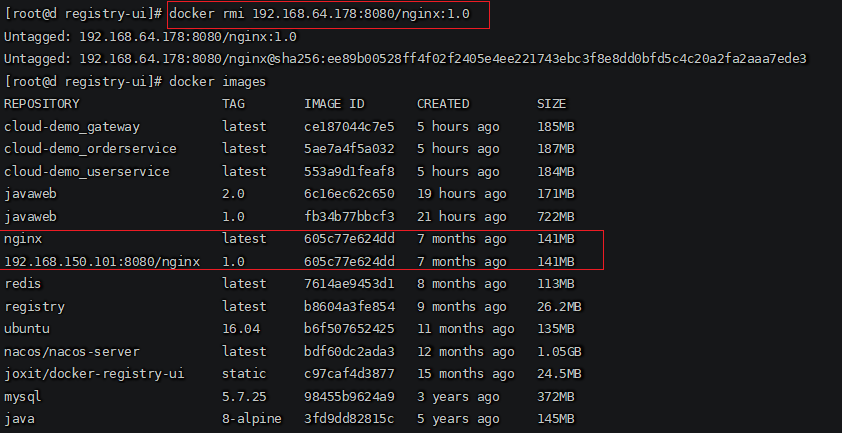 [root@d registry-ui]# docker rmi 192.168.64.178:8080/nginx:1.0
Untagged: 192.168.64.178:8080/nginx:1.0
Untagged: 192.168.64.178:8080/nginx@sha256:ee89b00528ff4f02f2405e4ee221743ebc3f8e8dd0bfd5c4c20a2fa2aaa7ede3
[root@d registry-ui]# docker images
REPOSITORY TAG IMAGE ID CREATED SIZE
cloud-demo_gateway latest ce187044c7e5 5 hours ago 185MB
cloud-demo_orderservice latest 5ae7a4f5a032 5 hours ago 187MB
cloud-demo_userservice latest 553a9d1feaf8 5 hours ago 184MB
javaweb 2.0 6c16ec62c650 19 hours ago 171MB
javaweb 1.0 fb34b77bbcf3 21 hours ago 722MB
nginx latest 605c77e624dd 7 months ago 141MB
192.168.150.101:8080/nginx 1.0 605c77e624dd 7 months ago 141MB
redis latest 7614ae9453d1 8 months ago 113MB
registry latest b8604a3fe854 9 months ago 26.2MB
ubuntu 16.04 b6f507652425 11 months ago 135MB
nacos/nacos-server latest bdf60dc2ada3 12 months ago 1.05GB
joxit/docker-registry-ui static c97caf4d3877 15 months ago 24.5MB
mysql 5.7.25 98455b9624a9 3 years ago 372MB
java 8-alpine 3fd9dd82815c 5 years ago 145MB